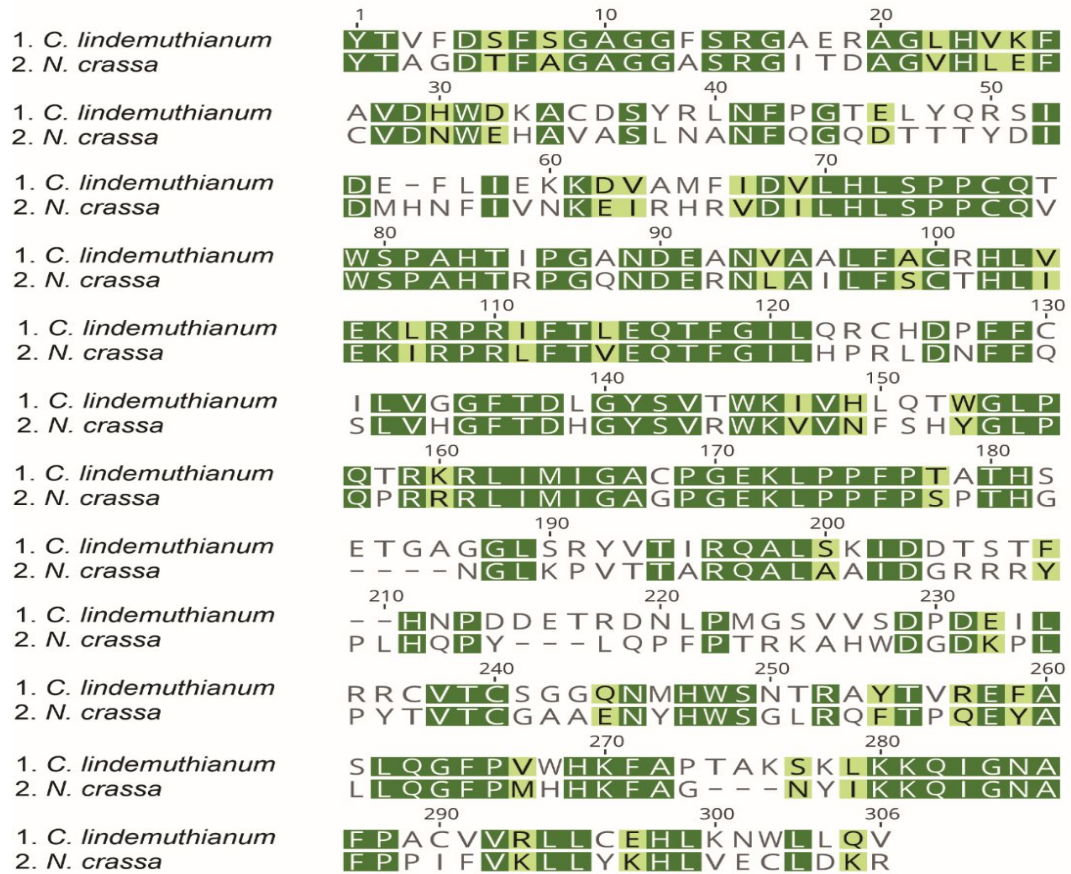 1 10 20
1. C. lindemuthianum YTVFDSFSGAGGFSRGAERAGLHVKF
2. N. crassa YTAGDTFAGAGGASRGITDAGVHLEF
30 40 50
1. C. lindemuthianum AVDHWDKACDSYRLNFPGTELYQRSI
2. N. crassa CVDNWEHAVASLNANFQGQDTTTYDI
60 70
1. C. lindemuthianum DE-FLIEKKDVAMFIDVLHLSPPCQT
2. N. crassa DMHNFIVNKEIRHRVDILHLSPPCQV
80 90 100
1. C. lindemuthianum WSPAHTIPGANDEANVAALFACRHLV
2. N. crassa WSPAHTRPGQNDERNLAILFSCTHLI
110 120 130
1. C. lindemuthianum EKLRPRIFTLEQTFGILQRCHDPFFC
2. N. crassa EKIRPRLFTVEQTFGILHPRLDNFFQ
140 150
1. C. lindemuthianum ILVGGFTDLGYSVTWKIVHLQTWGLP
2. N. crassa SLVHGFTDHGYSVRWKVVNFSHYGLP
160 170 180
1. C. lindemuthianum QTRKRLIMIGACPGEKLPPFPTATHS
2. N. crassa QPRRRLIMIGAGPGEKLPPFPSPTHG
190 200
1. C. lindemuthianum ETGAGGLSRYVTIRQALSKIDDTSTF
2. N. crassa ----NGLKPVTTARQALAAIDGRRRY
210 220 230
1. C. lindemuthianum --HNPDDETRDNLPMGSVVSDPDEIL
2. N. crassa PLHQPY---LQPFPTRKAHWDGDKPL
240 250 260
1. C. lindemuthianum RRCVTCSGGQNMHWSNTRAYTVREFA
2. N. crassa PYTVTCGAAENYHWSGLRQFTPQEYA
270 280
1. C. lindemuthianum SLQGFPVWHKFAPTAKSKLKKQIGNA
2. N. crassa LLQGFPMHHKFAG---NYIKKQIGNA
290 300 306
1. C. lindemuthianum FPACVVRLLCEHLKNWLLQV
2. N. crassa FPPIFVKLLYKHLVECLDKR